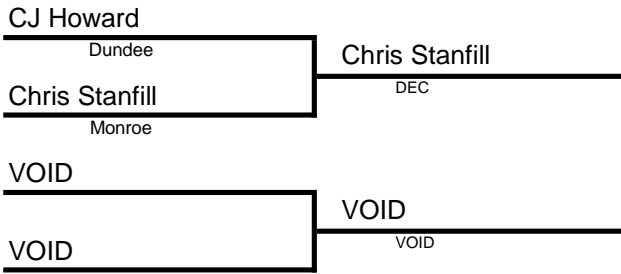 CJ Howard
Dundee
Chris Stanfill
DEC
Chris Stanfill
Monroe
VOID
VOID
VOID
VOID